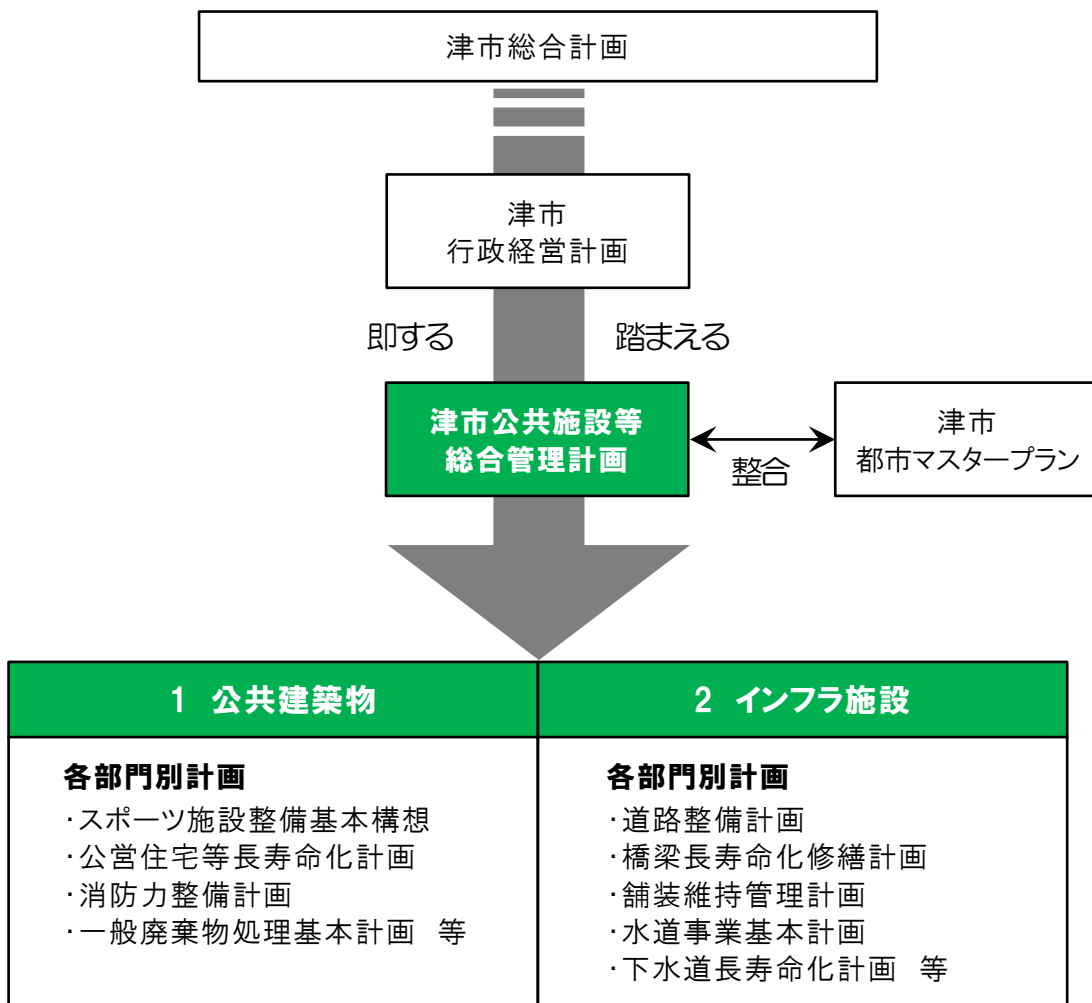 津市総合計画
津市
行政経営計画
即する
踏まえる
津市公共施設等
総合管理計画
整合
津市
都市マスタープラン
1 公共建築物
各部門別計画
・スポーツ施設整備基本構想
・公営住宅等長寿命化計画
・消防力整備計画
・一般廃棄物処理基本計画 等
2 インフラ施設
各部門別計画
・道路整備計画
・橋梁長寿命化修繕計画
・舗装維持管理計画
・水道事業基本計画
・下水道長寿命化計画 等